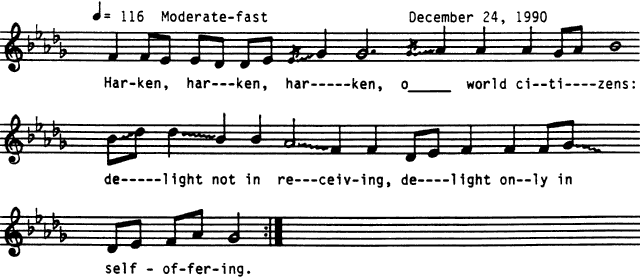 ♩= 116 Moderate-fast December 24, 1990
Har-ken, har---ken, har-----ken, o_____ world ci--ti----zens:
de-----light not in re---ceiv-ing, de----light on--ly in
self - of-fer-ing.